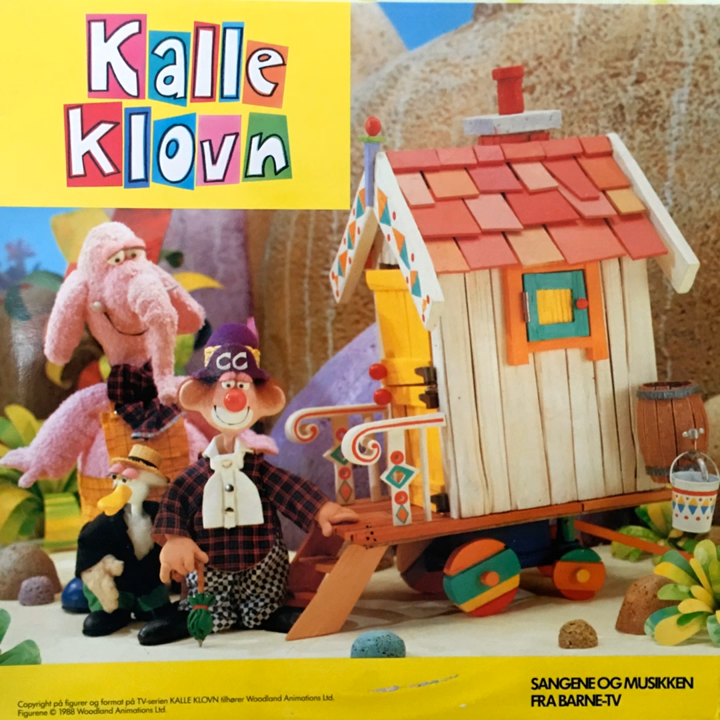 Kalle
Klovn
CC
SANGENE OG MUSIKKEN
FRA BARNE-TV
Copyright på figurer og format på TV-serien KALLE KLOVN tilhører Woodland Animations Ltd.
Figurene © 1988 Woodland Animations Ltd.